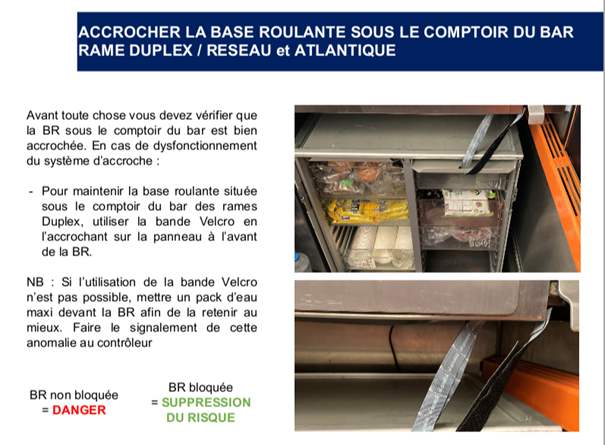 ACCROCHER LA BASE ROULANTE SOUS LE COMPTOIR DU BAR
RAME DUPLEX / RESEAU et ATLANTIQUE
Avant toute chose vous devez vérifier que
la BR sous le comptoir du bar est bien
accrochée. En cas de dysfonctionement
du système d'accroche :
- Pour maintenir la base roulante située
sous le comptoir du bar des rames
Duplex, utiliser la bande Velcro en
l'accrochant sur la panneau à l'avant
de la BR.
NB : Si l'utilisation de la bande Velcro
n'est pas possible, mettre un pack d'eau
maxi devant la BR afin de la retenir au
mieux. Faire le signalement de cette
anomalie au contrôleur
BR non bloquée
= DANGER
BR bloquée
= SUPPRESSION
DU RISQUE